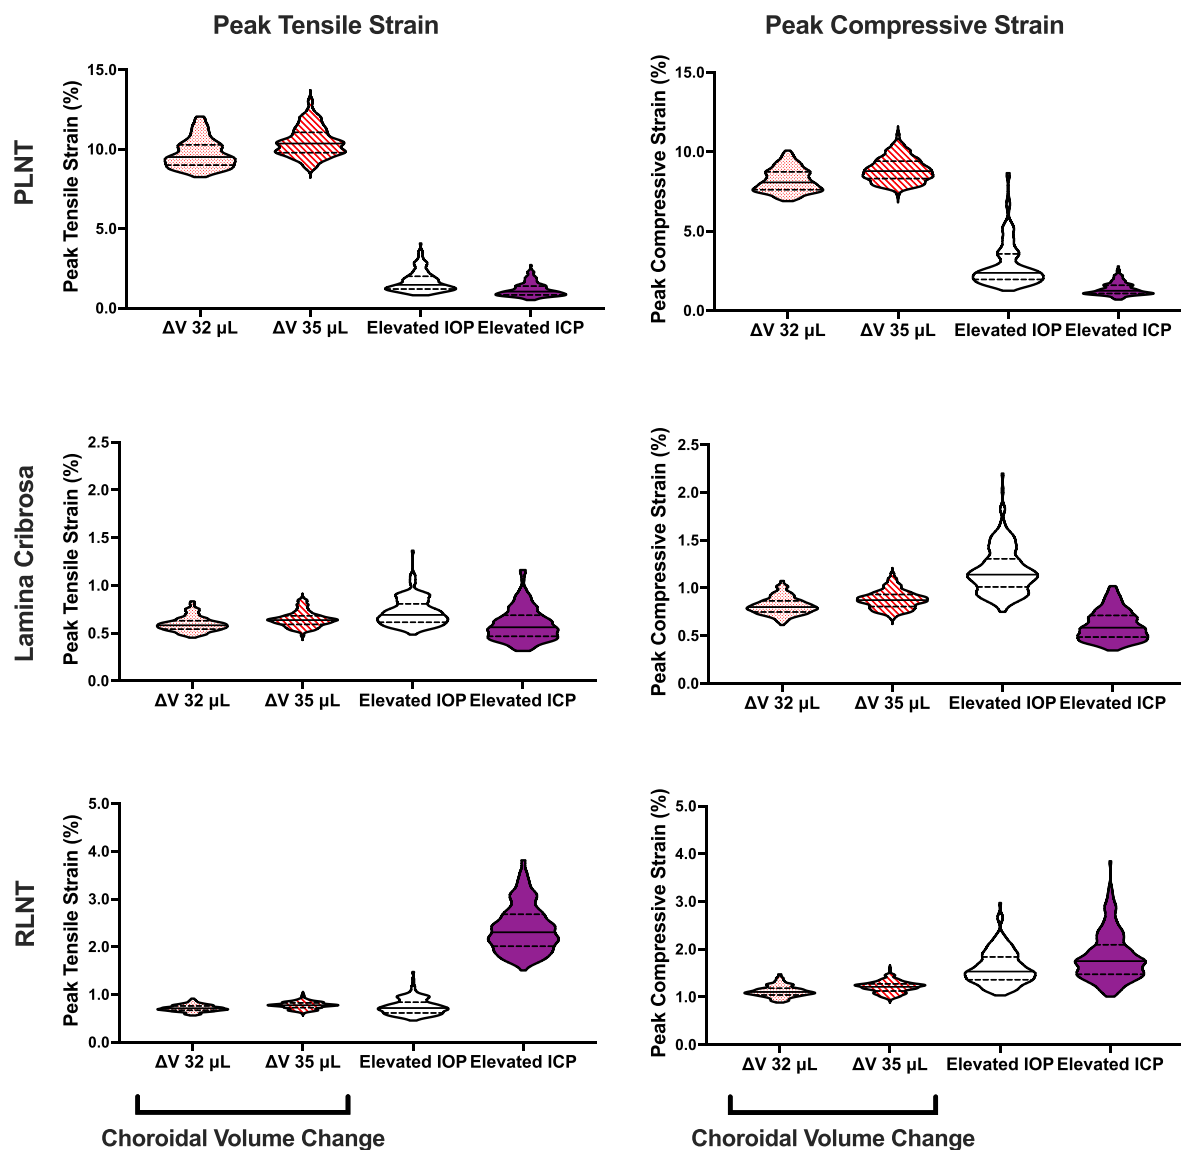 Peak Tensile Strain
Peak Compressive Strain
PLNT
Peak Tensile Strain (%)
15.0
10.0
5.0
0.0
ΔV 32 µL ΔV 35 µL Elevated IOP Elevated ICP
Peak Compressive Strain (%)
15.0
10.0
5.0
0.0
ΔV 32 µL ΔV 35 µL Elevated IOP Elevated ICP
Lamina Cribrosa
Peak Tensile Strain (%)
2.5
2.0
1.5
1.0
0.5
0.0
ΔV 32 µL ΔV 35 µL Elevated IOP Elevated ICP
Peak Compressive Strain (%)
2.5
2.0
1.5
1.0
0.5
0.0
ΔV 32 µL ΔV 35 µL Elevated IOP Elevated ICP
RLNT
Peak Tensile Strain (%)
5.0
4.0
3.0
2.0
1.0
0.0
ΔV 32 µL ΔV 35 µL Elevated IOP Elevated ICP
Peak Compressive Strain (%)
5.0
4.0
3.0
2.0
1.0
0.0
ΔV 32 µL ΔV 35 µL Elevated IOP Elevated ICP
Choroidal Volume Change
Choroidal Volume Change